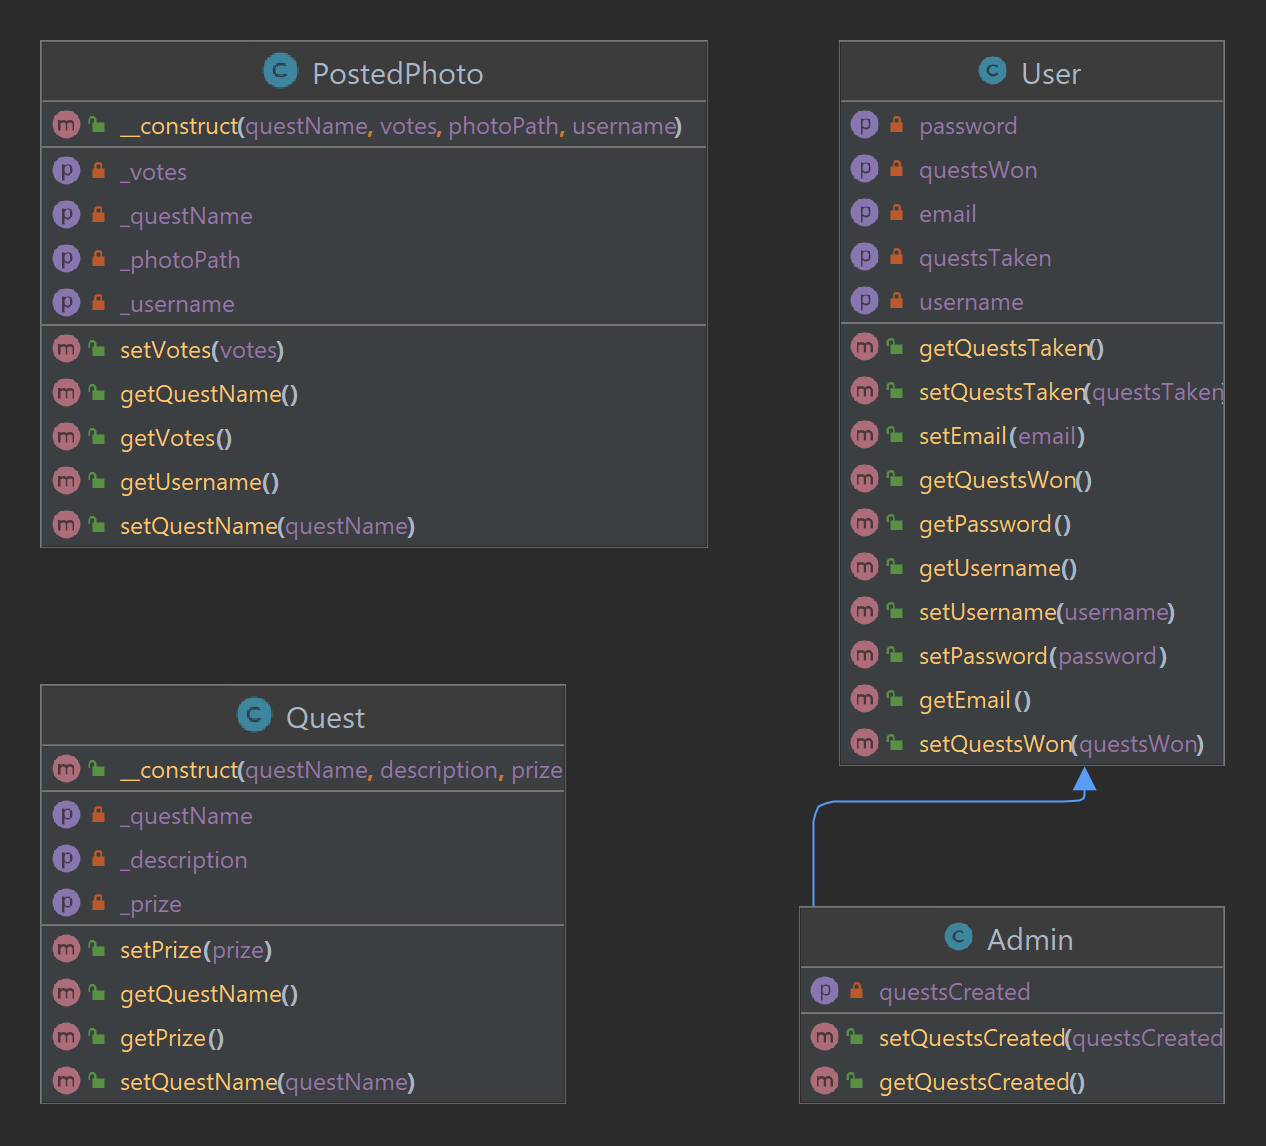 PostedPhoto
m __construct(questName, votes, photoPath, username)
p _votes
p _questName
p _photoPath
p _username
m setVotes(votes)
m getQuestName()
m getVotes()
m getUsername()
m setQuestName(questName)
User
p password
p questsWon
p email
p questsTaken
p username
m getQuestsTaken()
m setQuestsTaken(questsTaken)
m setEmail(email)
m getQuestsWon()
m getPassword()
m getUsername()
m setUsername(username)
m setPassword(password)
m getEmail()
m setQuestsWon(questsWon)
Quest
m __construct(questName, description, prize
p _questName
p _description
p _prize
m setPrize(prize)
m getQuestName()
m getPrize()
m setQuestName(questName)
Admin
p questsCreated
m setQuestsCreated(questsCreated
m getQuestsCreated()